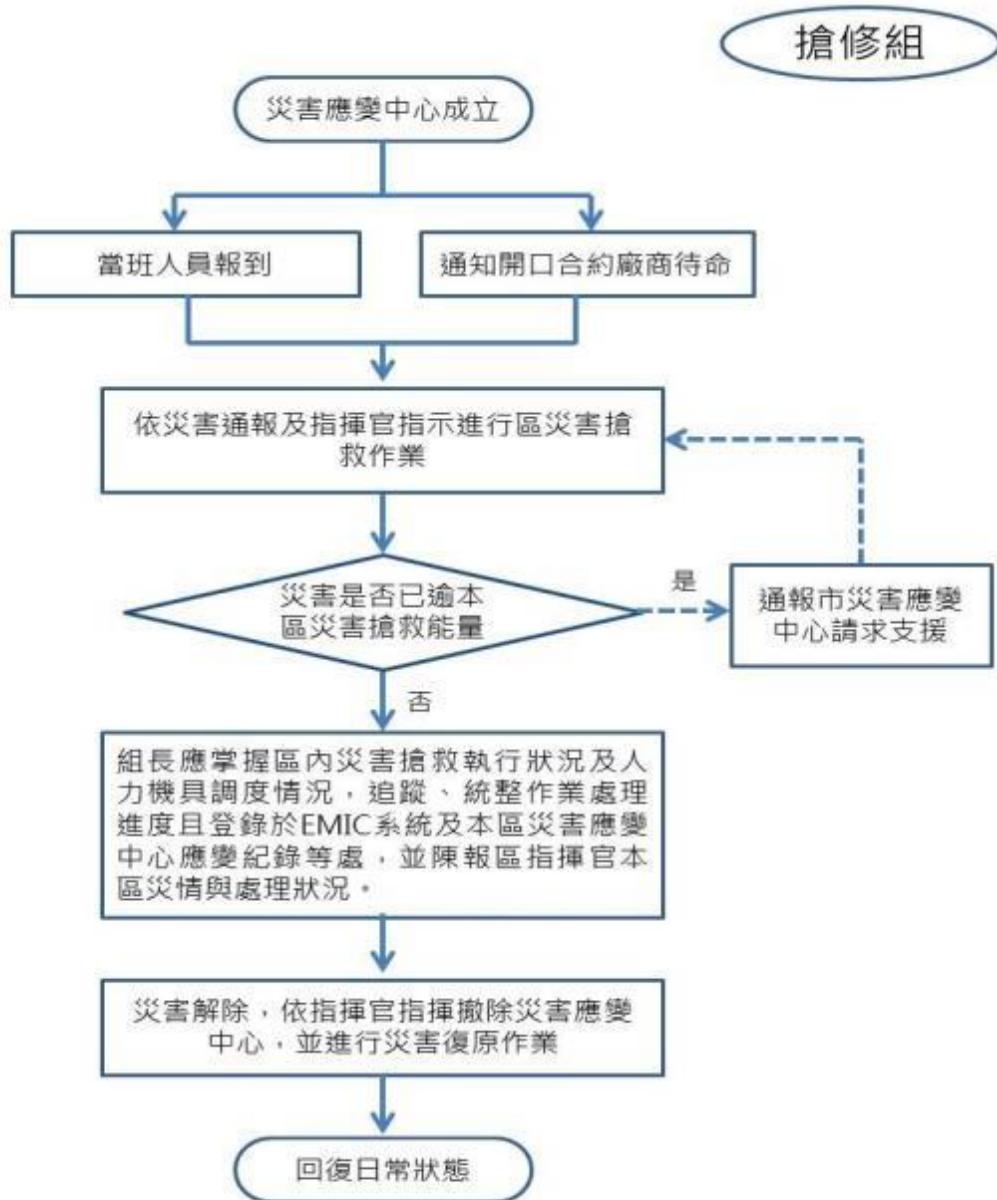 搶修組
災害應變中心成立
當班人員報到
通知開口合約廠商待命
依災害通報及指揮官指示進行區災害搶
救作業
災害是否已逾本
區災害搶救能量
是
通報市災害應變
中心請求支援
否
組長應掌握區內災害搶救執行狀況及人
力機具調度情況，追蹤、統整作業處理
進度且登錄於EMIC系統及本區災害應變
中心應變紀錄等處，並陳報區指揮官本
區災情與處理狀況。
災害解除，依指揮官指揮撤除災害應變
中心，並進行災害復原作業
回復日常狀態